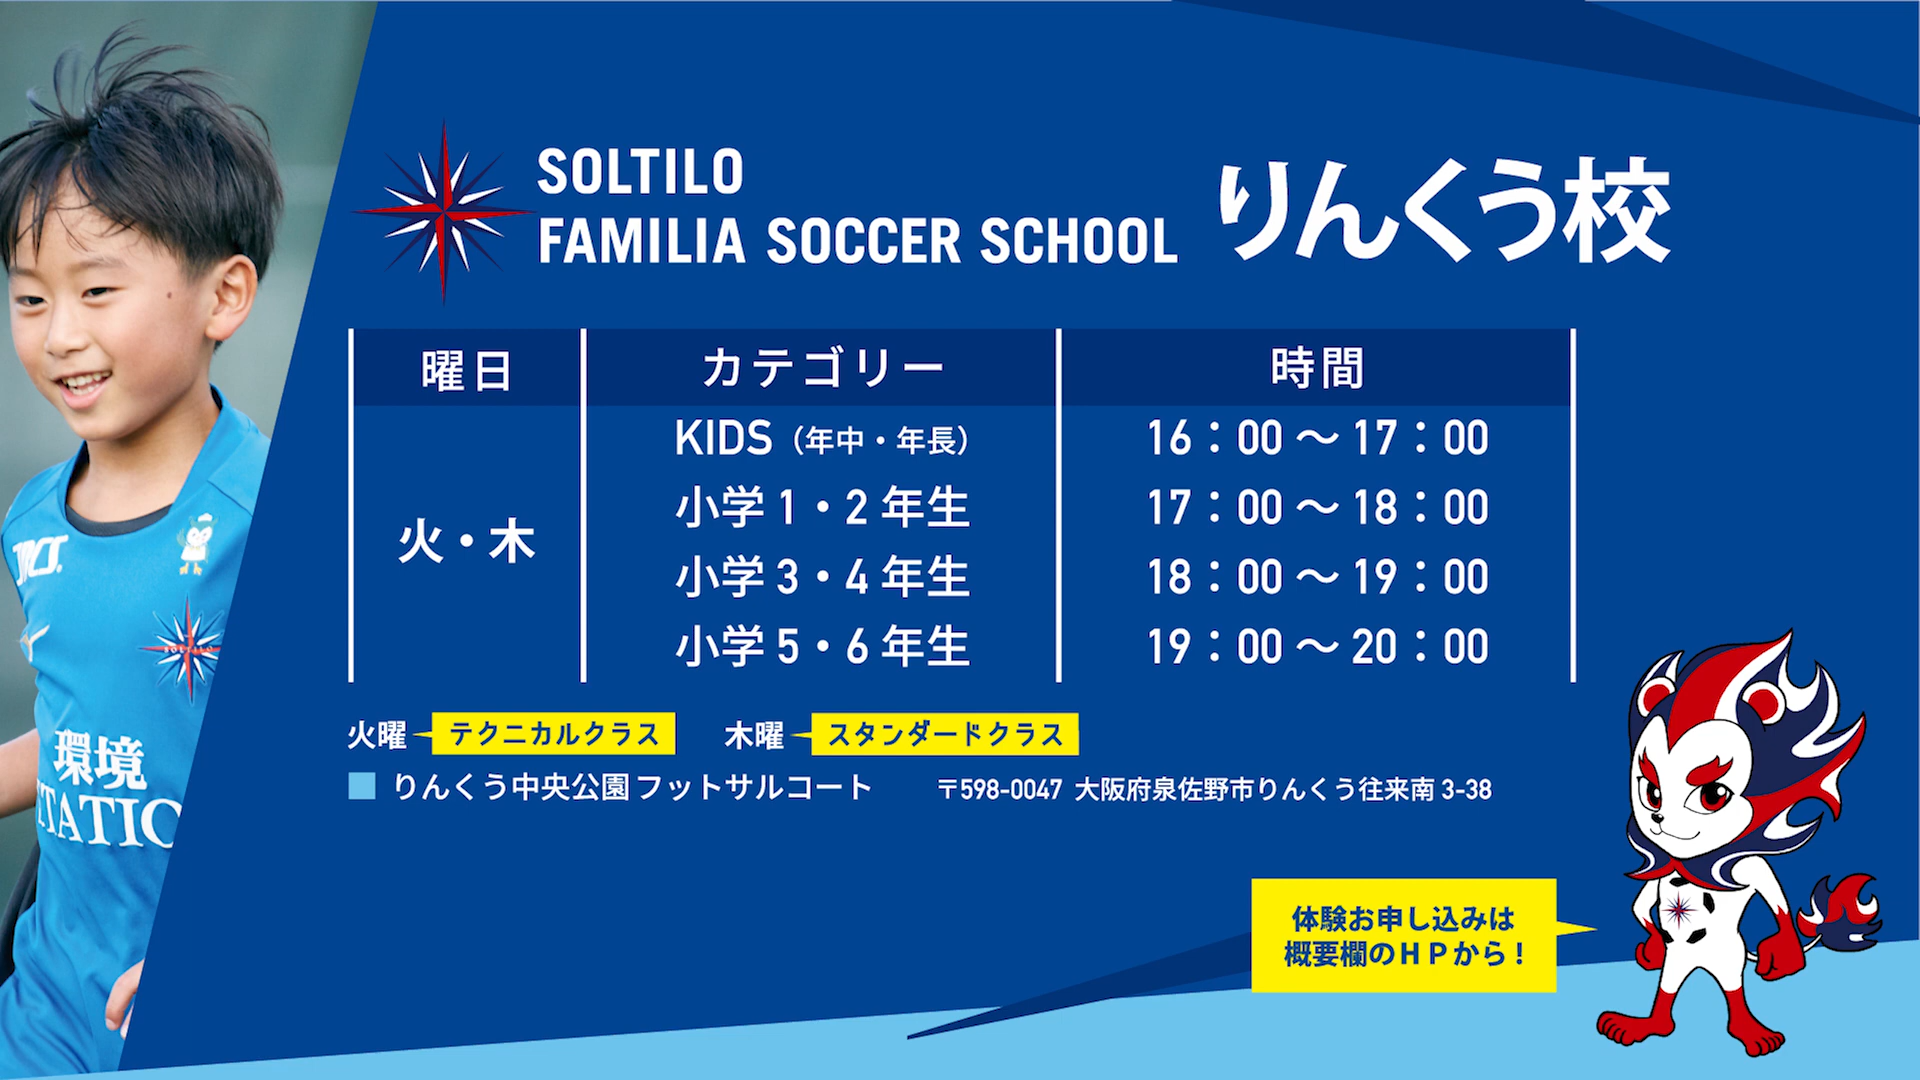 SOLTILO
FAMILIA SOCCER SCHOOL
りんくう校
曜日 カテゴリー 時間
火・木
KIDS（年中・年長） 16：00 ～ 17：00
小学 1・2 年生 17：00 ～ 18：00
小学 3・4 年生 18：00 ～ 19：00
小学 5・6 年生 19：00 ～ 20：00
火曜 テクニカルクラス 木曜 スタンダードクラス
りんくう中央公園フットサルコート 〒598-0047 大阪府泉佐野市りんくう往来南 3-38
体験お申し込みは
概要欄のＨＰから！
SOLTILO
環境